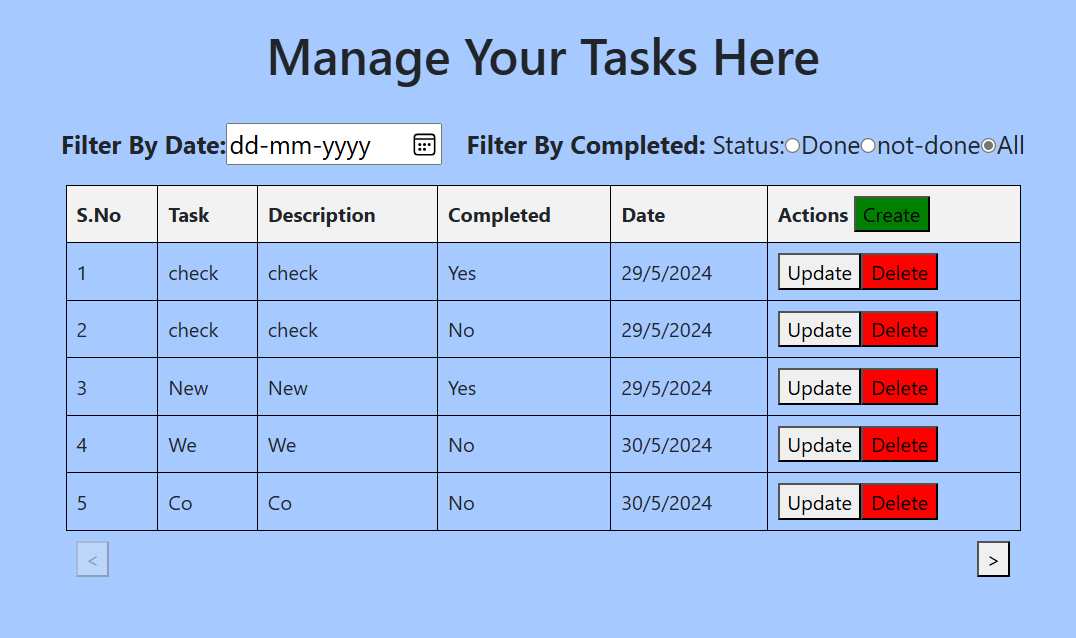 Manage Your Tasks Here
Filter By Date: dd-mm-yyyy Filter By Completed: Status: Done not-done All
S.No Task Description Completed Date Actions Create
1 check check Yes 29/5/2024 Update Delete
2 check check No 29/5/2024 Update Delete
3 New New Yes 29/5/2024 Update Delete
4 We We No 30/5/2024 Update Delete
5 Co Co No 30/5/2024 Update Delete
< >